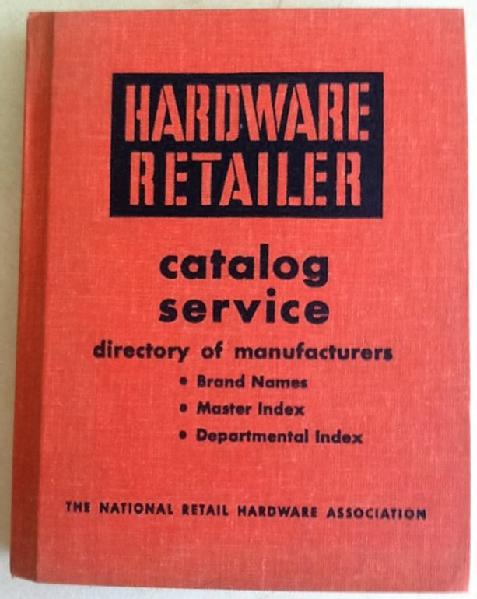 HARDWARE
RETAILER
catalog
service
directory of manufacturers
• Brand Names
• Master Index
• Departmental Index
THE NATIONAL RETAIL HARDWARE ASSOCIATION